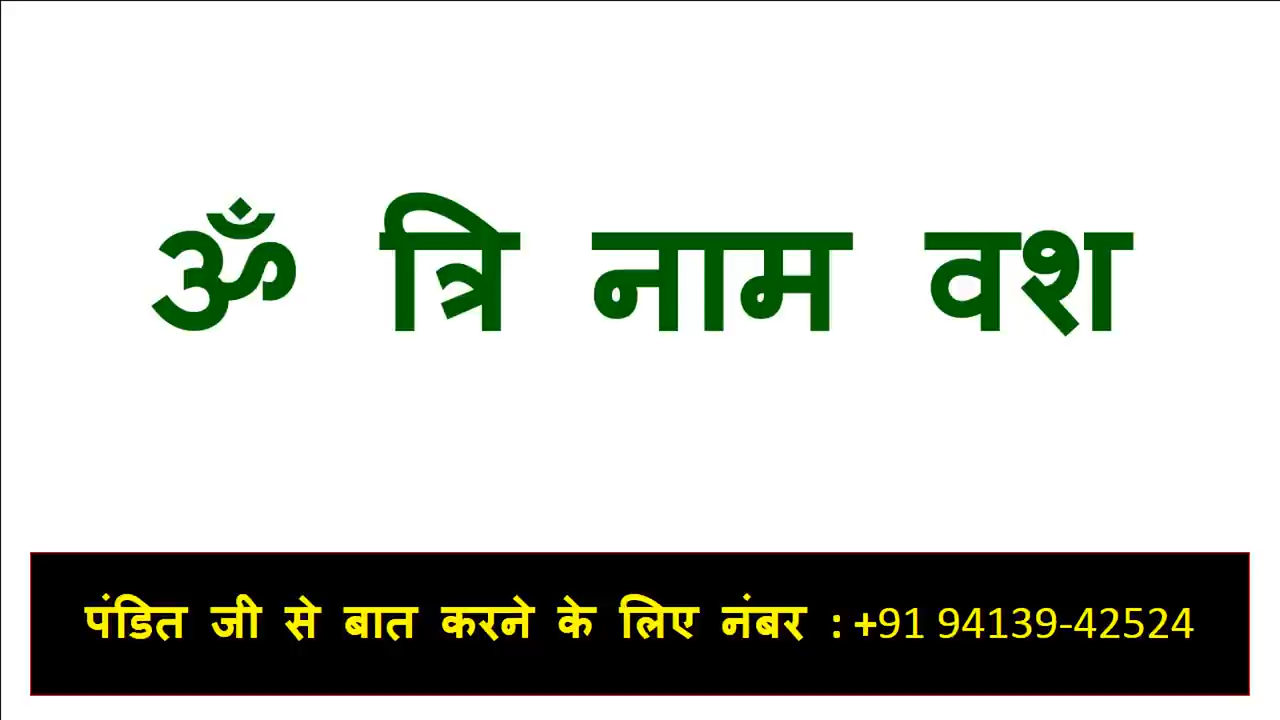 ॐ त्रि नाम वश
पंडित जी से बात करने के लिए नंबर : +91 94139-42524